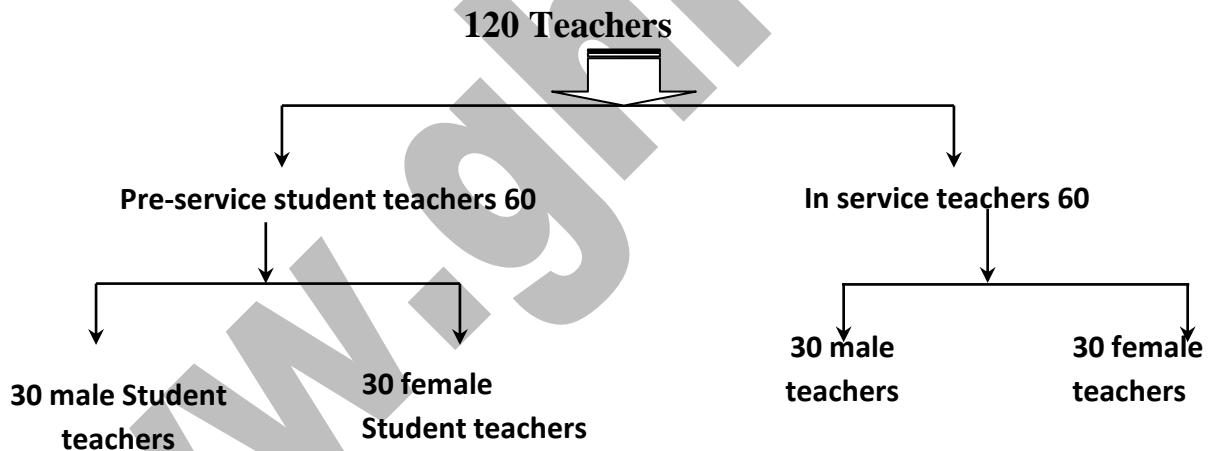 120 Teachers
Pre-service student teachers 60
In service teachers 60
30 male Student
teachers
30 female
Student teachers
30 male
teachers
30 female
teachers
w.gh